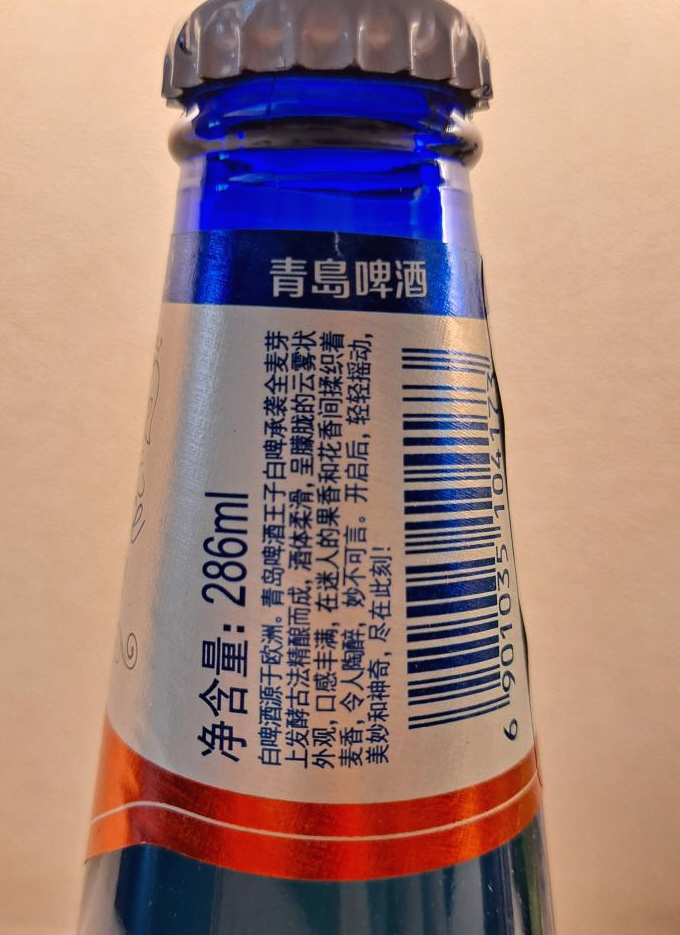 青島啤酒
净含量: 286ml
白啤酒源于欧洲。青岛啤酒王子白啤承袭全麦芽
上发酵古法精酿而成，酒体柔滑，呈朦胧的云雾状
外观，口感丰满，在迷人的果香和花香间揉织着
麦香，令人陶醉，妙不可言。开启后，轻轻摇动，
美妙和神奇，尽在此刻！
6 901035 104173